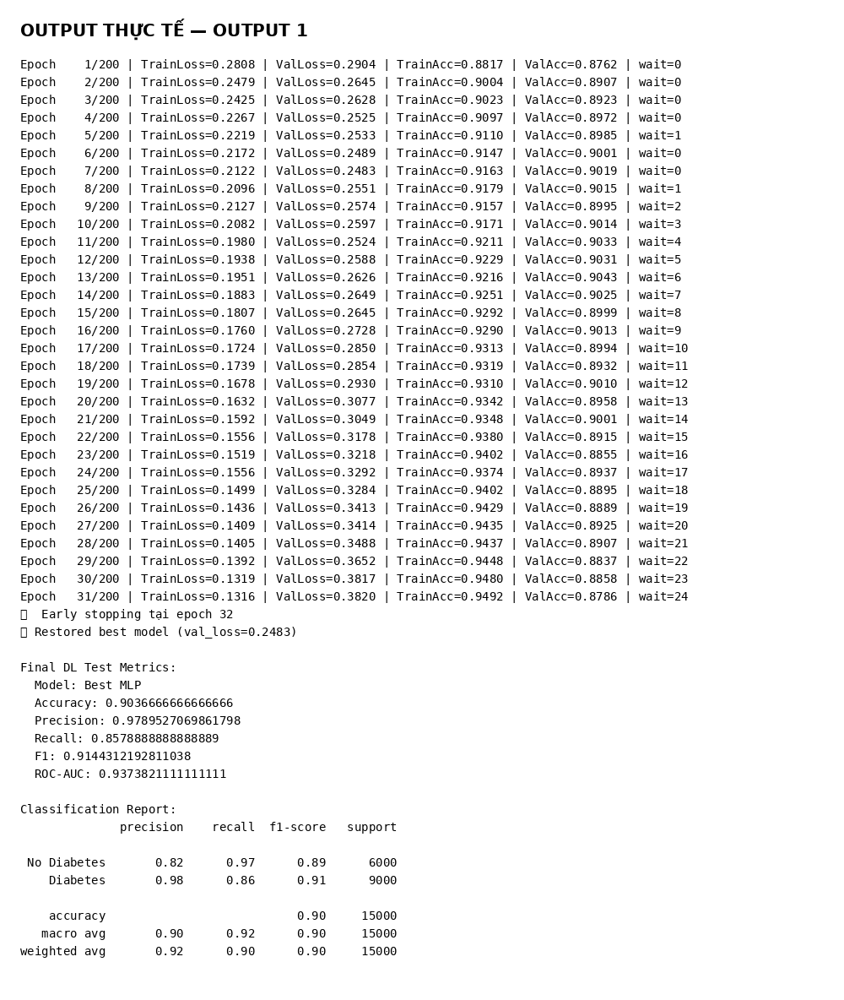 OUTPUT THỰC TẾ — OUTPUT 1
Epoch    1/200 | TrainLoss=0.2808 | ValLoss=0.2904 | TrainAcc=0.8817 | ValAcc=0.8762 | wait=0
Epoch    2/200 | TrainLoss=0.2479 | ValLoss=0.2645 | TrainAcc=0.9004 | ValAcc=0.8907 | wait=0
Epoch    3/200 | TrainLoss=0.2425 | ValLoss=0.2628 | TrainAcc=0.9023 | ValAcc=0.8923 | wait=0
Epoch    4/200 | TrainLoss=0.2267 | ValLoss=0.2525 | TrainAcc=0.9097 | ValAcc=0.8972 | wait=0
Epoch    5/200 | TrainLoss=0.2219 | ValLoss=0.2533 | TrainAcc=0.9110 | ValAcc=0.8985 | wait=1
Epoch    6/200 | TrainLoss=0.2172 | ValLoss=0.2489 | TrainAcc=0.9147 | ValAcc=0.9001 | wait=0
Epoch    7/200 | TrainLoss=0.2122 | ValLoss=0.2483 | TrainAcc=0.9163 | ValAcc=0.9019 | wait=0
Epoch    8/200 | TrainLoss=0.2096 | ValLoss=0.2551 | TrainAcc=0.9179 | ValAcc=0.9015 | wait=1
Epoch    9/200 | TrainLoss=0.2127 | ValLoss=0.2574 | TrainAcc=0.9157 | ValAcc=0.8995 | wait=2
Epoch   10/200 | TrainLoss=0.2082 | ValLoss=0.2597 | TrainAcc=0.9171 | ValAcc=0.9014 | wait=3
Epoch   11/200 | TrainLoss=0.1980 | ValLoss=0.2524 | TrainAcc=0.9211 | ValAcc=0.9033 | wait=4
Epoch   12/200 | TrainLoss=0.1938 | ValLoss=0.2588 | TrainAcc=0.9229 | ValAcc=0.9031 | wait=5
Epoch   13/200 | TrainLoss=0.1951 | ValLoss=0.2626 | TrainAcc=0.9216 | ValAcc=0.9043 | wait=6
Epoch   14/200 | TrainLoss=0.1883 | ValLoss=0.2649 | TrainAcc=0.9251 | ValAcc=0.9025 | wait=7
Epoch   15/200 | TrainLoss=0.1807 | ValLoss=0.2645 | TrainAcc=0.9292 | ValAcc=0.8999 | wait=8
Epoch   16/200 | TrainLoss=0.1760 | ValLoss=0.2728 | TrainAcc=0.9290 | ValAcc=0.9013 | wait=9
Epoch   17/200 | TrainLoss=0.1724 | ValLoss=0.2850 | TrainAcc=0.9313 | ValAcc=0.8994 | wait=10
Epoch   18/200 | TrainLoss=0.1739 | ValLoss=0.2854 | TrainAcc=0.9319 | ValAcc=0.8932 | wait=11
Epoch   19/200 | TrainLoss=0.1678 | ValLoss=0.2930 | TrainAcc=0.9310 | ValAcc=0.9010 | wait=12
Epoch   20/200 | TrainLoss=0.1632 | ValLoss=0.3077 | TrainAcc=0.9342 | ValAcc=0.8958 | wait=13
Epoch   21/200 | TrainLoss=0.1592 | ValLoss=0.3049 | TrainAcc=0.9348 | ValAcc=0.9001 | wait=14
Epoch   22/200 | TrainLoss=0.1556 | ValLoss=0.3178 | TrainAcc=0.9380 | ValAcc=0.8915 | wait=15
Epoch   23/200 | TrainLoss=0.1519 | ValLoss=0.3218 | TrainAcc=0.9402 | ValAcc=0.8855 | wait=16
Epoch   24/200 | TrainLoss=0.1556 | ValLoss=0.3292 | TrainAcc=0.9374 | ValAcc=0.8937 | wait=17
Epoch   25/200 | TrainLoss=0.1499 | ValLoss=0.3284 | TrainAcc=0.9402 | ValAcc=0.8895 | wait=18
Epoch   26/200 | TrainLoss=0.1436 | ValLoss=0.3413 | TrainAcc=0.9429 | ValAcc=0.8889 | wait=19
Epoch   27/200 | TrainLoss=0.1409 | ValLoss=0.3414 | TrainAcc=0.9435 | ValAcc=0.8925 | wait=20
Epoch   28/200 | TrainLoss=0.1405 | ValLoss=0.3488 | TrainAcc=0.9437 | ValAcc=0.8907 | wait=21
Epoch   29/200 | TrainLoss=0.1392 | ValLoss=0.3652 | TrainAcc=0.9448 | ValAcc=0.8837 | wait=22
Epoch   30/200 | TrainLoss=0.1319 | ValLoss=0.3817 | TrainAcc=0.9480 | ValAcc=0.8858 | wait=23
Epoch   31/200 | TrainLoss=0.1316 | ValLoss=0.3820 | TrainAcc=0.9492 | ValAcc=0.8786 | wait=24
Early stopping tại epoch 32
Restored best model (val_loss=0.2483)
Final DL Test Metrics:
Model: Best MLP
Accuracy: 0.9036666666666666
Precision: 0.9789527069861798
Recall: 0.8578888888888889
F1: 0.9144312192811038
ROC-AUC: 0.9373821111111111
Classification Report:
precision    recall  f1-score   support
No Diabetes       0.82      0.97      0.89      6000
Diabetes       0.98      0.86      0.91      9000
accuracy                           0.90     15000
macro avg       0.90      0.92      0.90     15000
weighted avg       0.92      0.90      0.90     15000